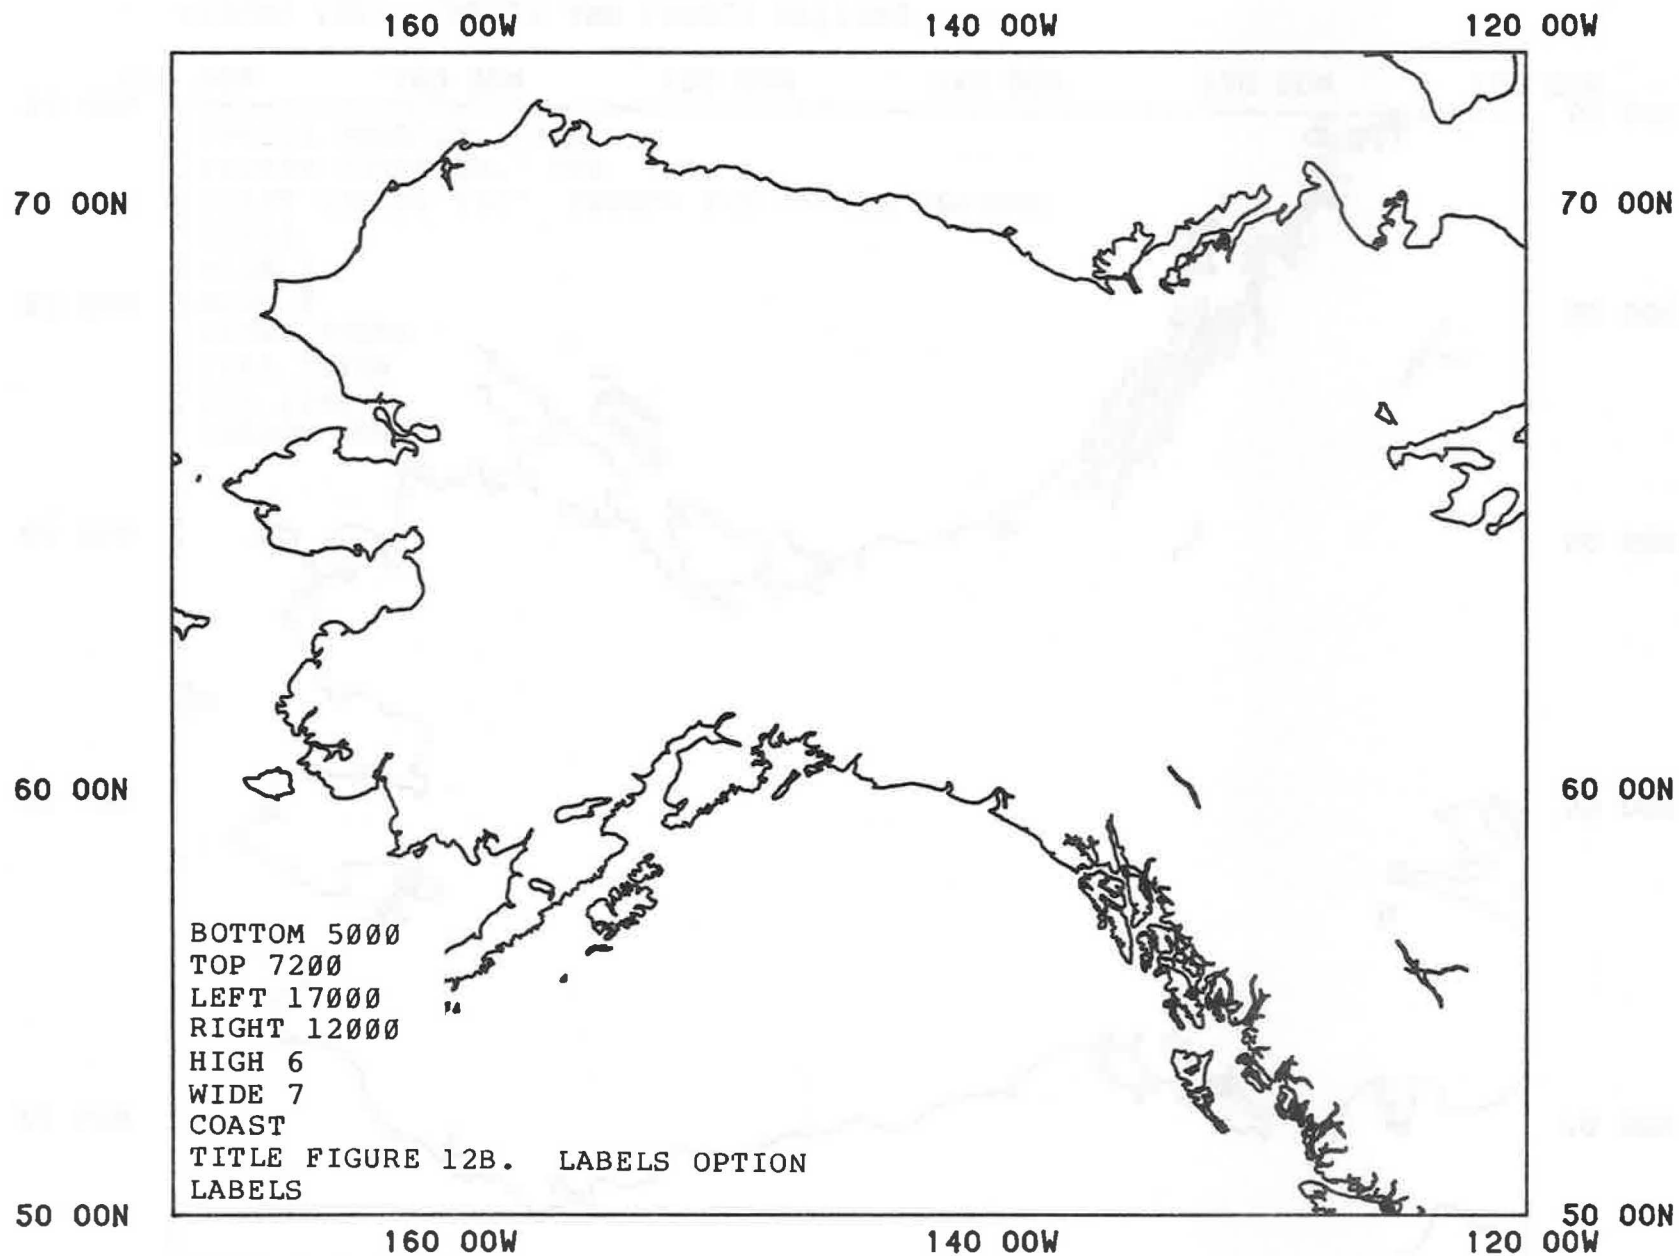 160 00W 140 00W 120 00W
70 00N 70 00N
60 00N 60 00N
BOTTOM 5000
TOP 7200
LEFT 17000
RIGHT 12000
HIGH 6
WIDE 7
COAST
TITLE FIGURE 12B. LABELS OPTION
LABELS
50 00N 50 00N
160 00W 140 00W 120 00W